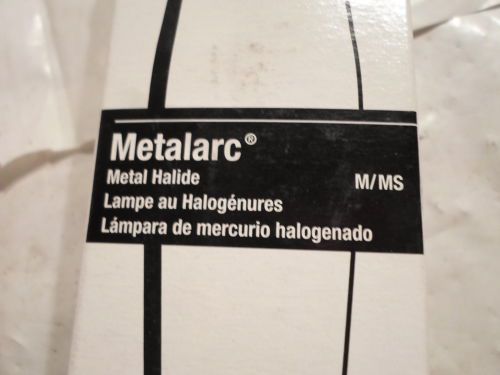 Metalarc®
Metal Halide M/MS
Lampe au Halogénures
Lámpara de mercurio halogenado